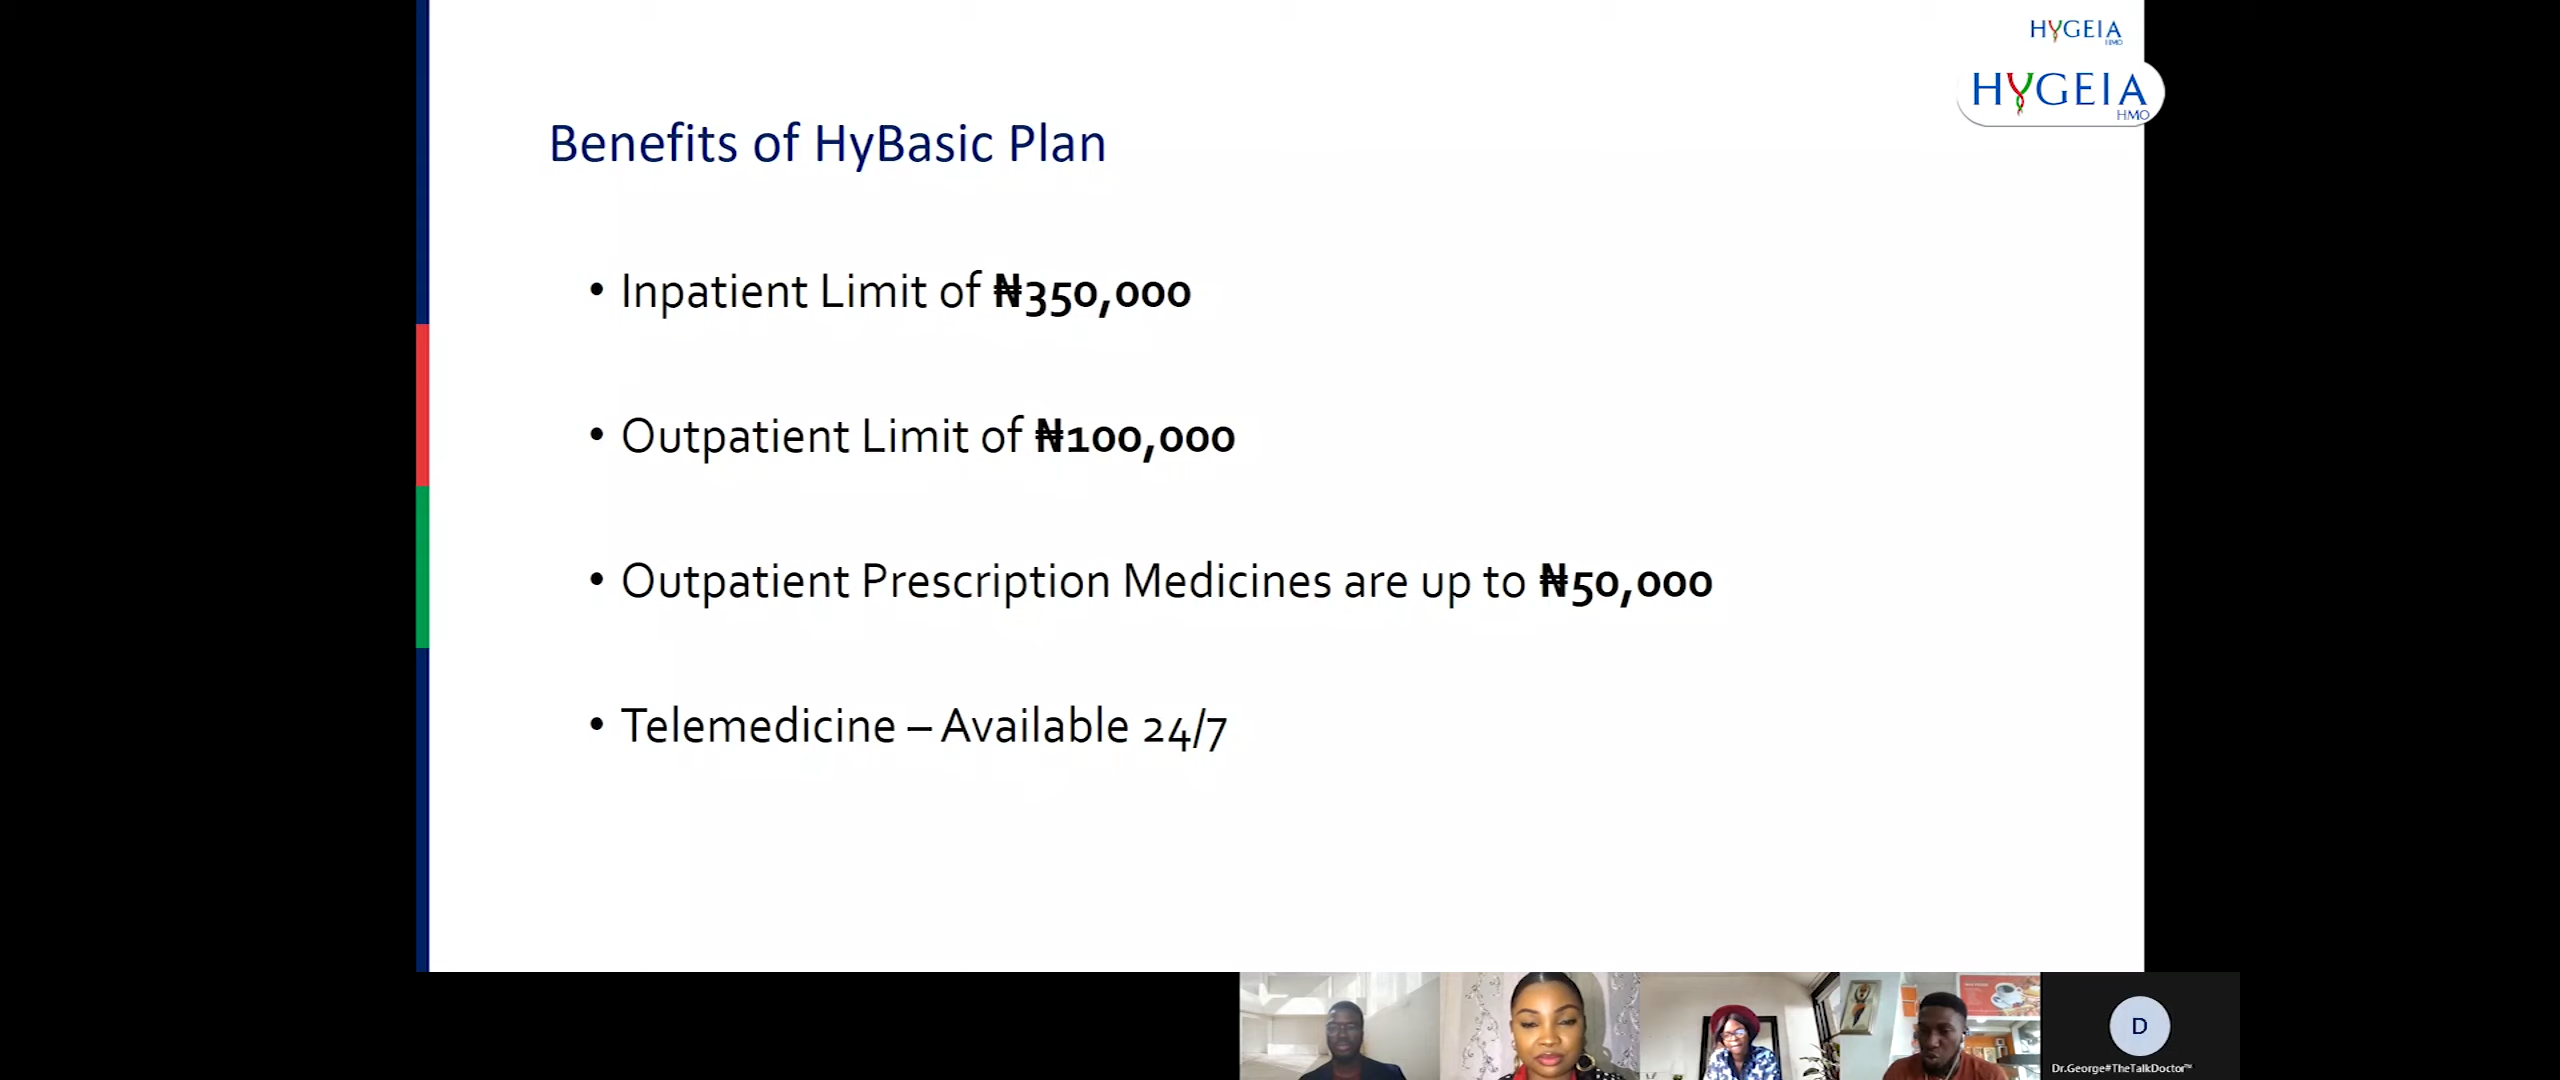 HYGEIA
HMO
HYGEIA
HMO
Benefits of HyBasic Plan
• Inpatient Limit of ₦350,000
• Outpatient Limit of ₦100,000
• Outpatient Prescription Medicines are up to ₦50,000
• Telemedicine – Available 24/7
D
Dr.George#TheTalkDoctor™